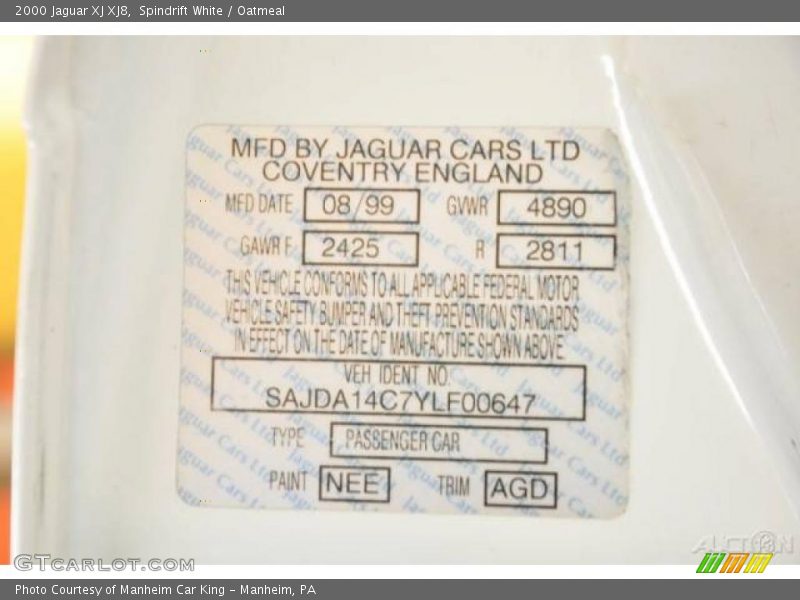 2000 Jaguar XJ XJ8, Spindrift White / Oatmeal
MFD BY JAGUAR CARS LTD
COVENTRY ENGLAND
MFD DATE 08/99 GVWR 4890
GAWR F 2425 R 2811
THIS VEHICLE CONFORMS TO ALL APPLICABLE FEDERAL MOTOR
VEHICLE SAFETY BUMPER AND THEFT PREVENTION STANDARDS
IN EFFECT ON THE DATE OF MANUFACTURE SHOWN ABOVE
VEH IDENT NO.
SAJDA14C7YLF00647
TYPE PASSENGER CAR
PAINT NEE TRIM AGD
AUCTION
GTCARLOT.COM
Photo Courtesy of Manheim Car King - Manheim, PA